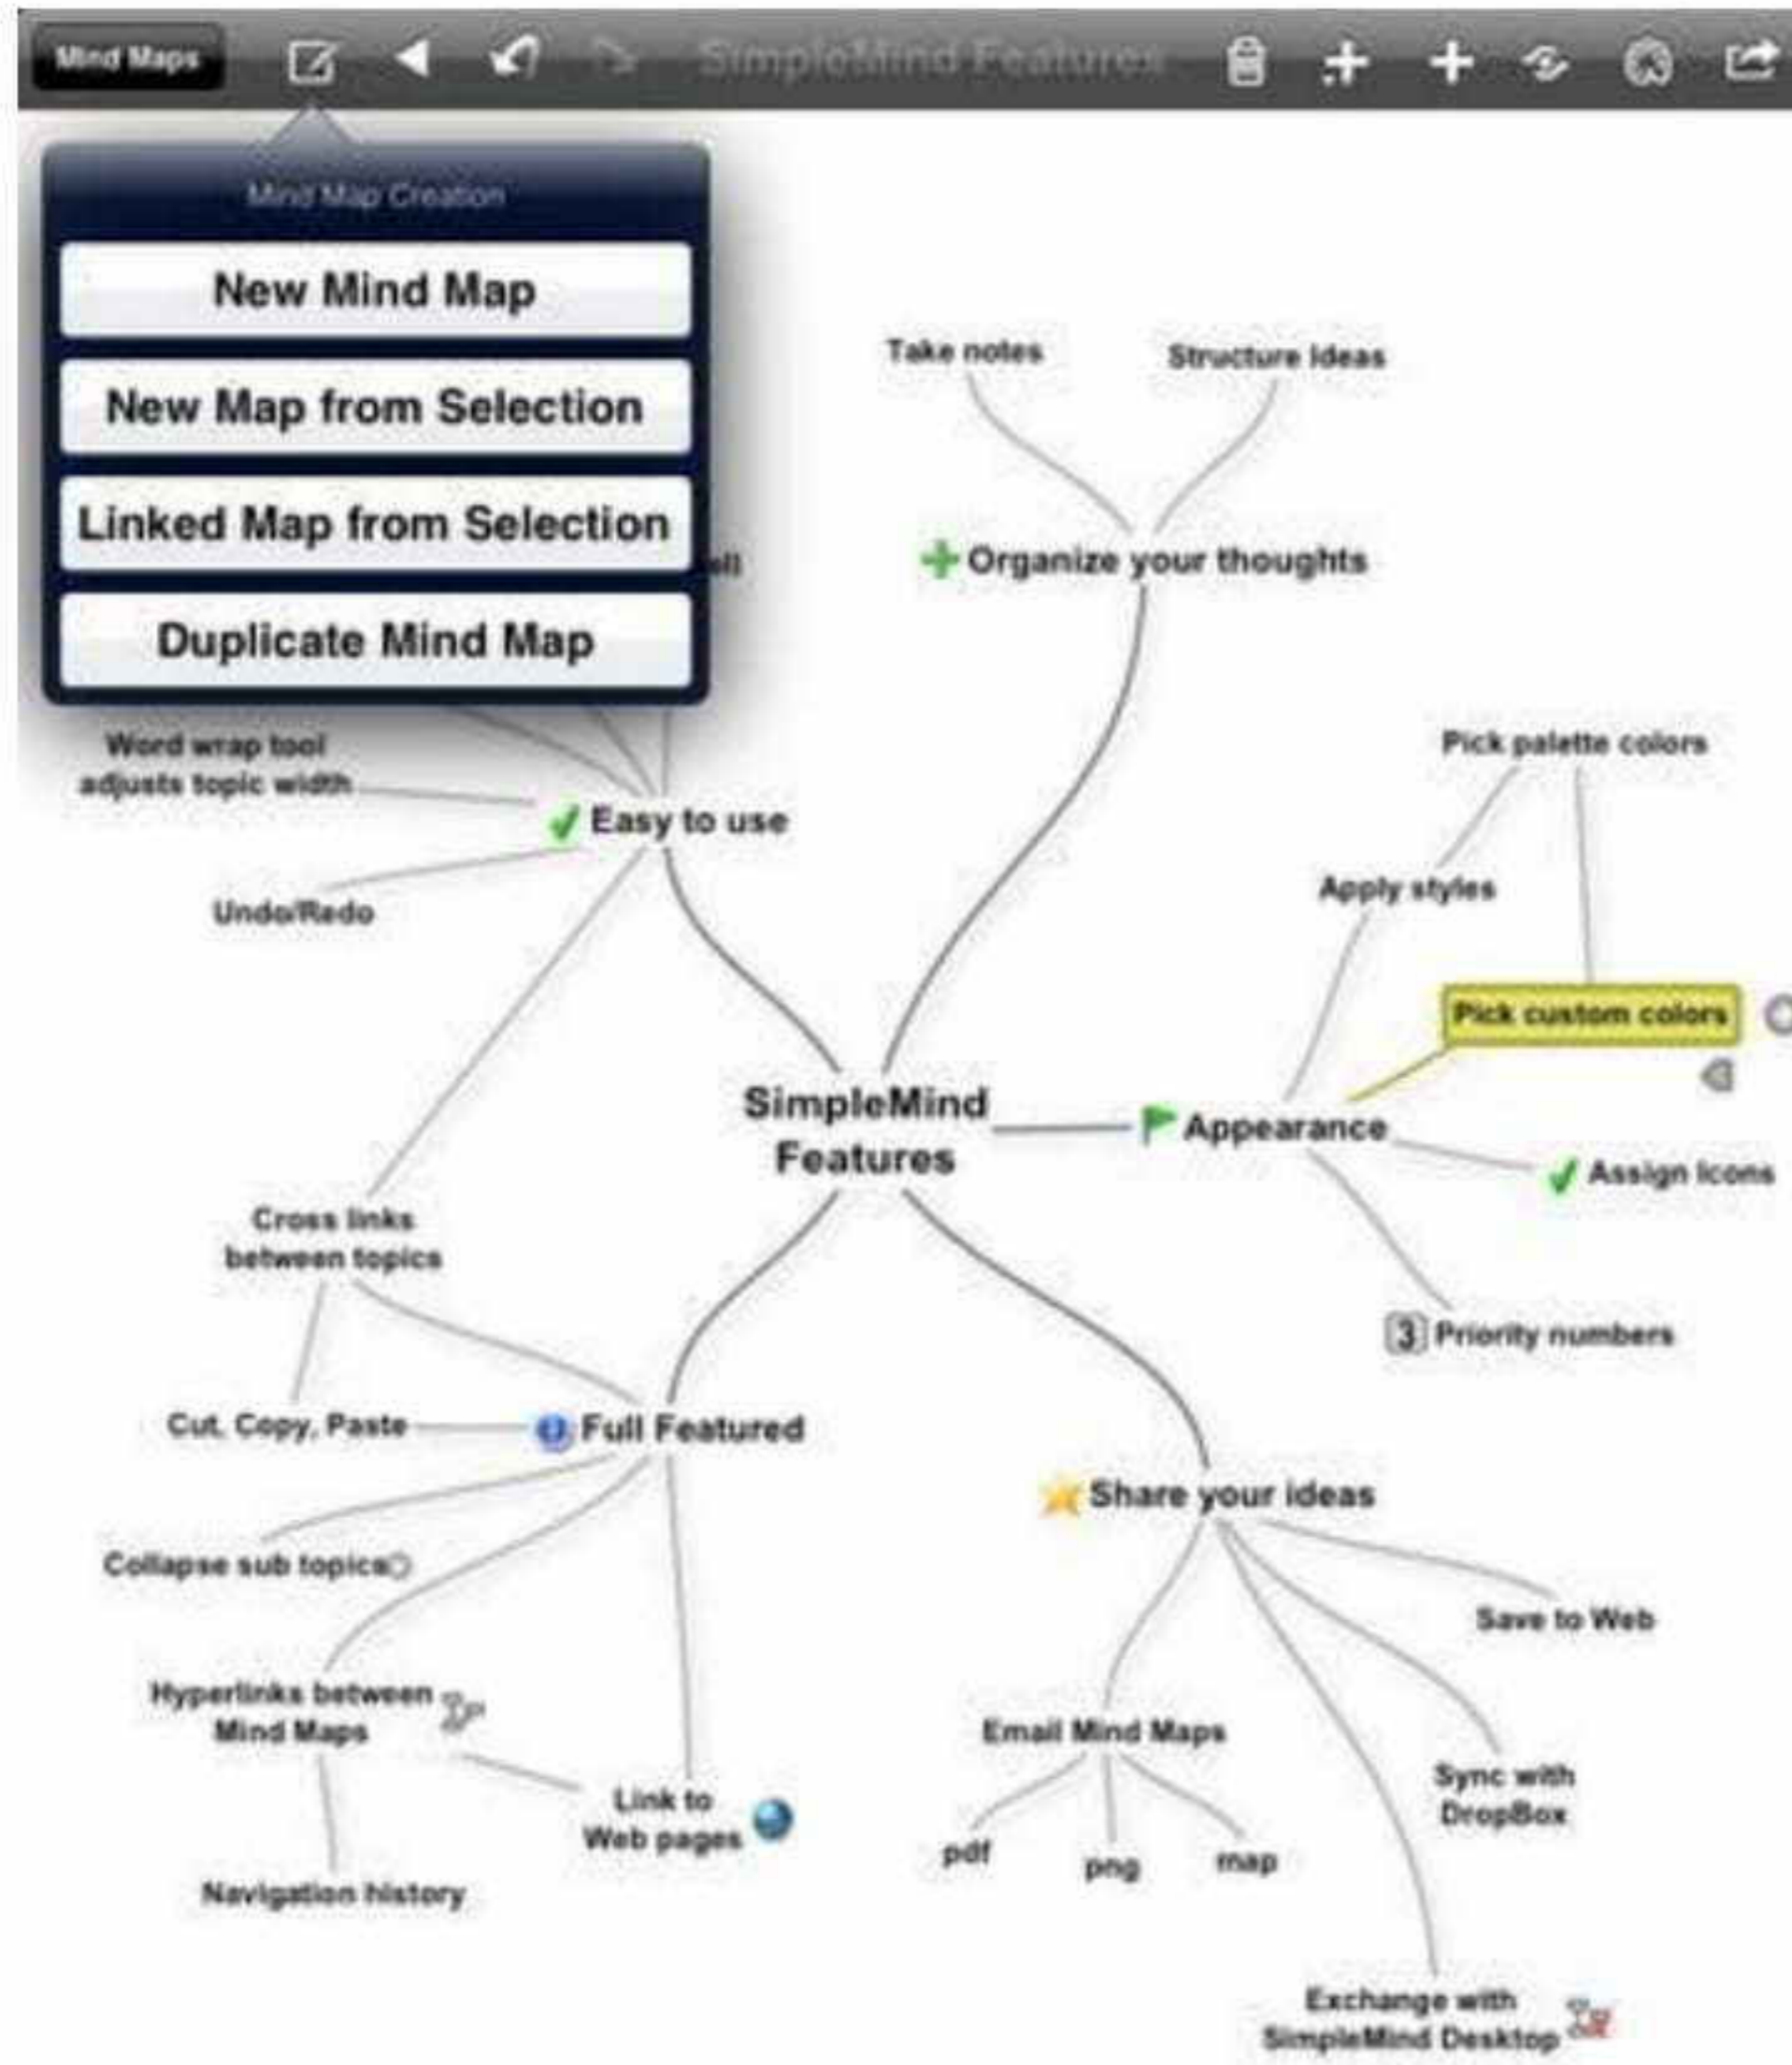 Mind Maps
SimpleMind Features
Mind Map Creation
New Mind Map
New Map from Selection
Linked Map from Selection
Duplicate Mind Map
Take notes
Structure ideas
Organize your thoughts
Word wrap tool
adjusts topic width
Easy to use
Undo/Redo
Pick palette colors
Apply styles
Pick custom colors
SimpleMind
Features
Appearance
Assign icons
3 Priority numbers
Cross links
between topics
Cut, Copy, Paste
Full Featured
Collapse sub topics
Hyperlinks between
Mind Maps
Link to
Web pages
Navigation history
Share your ideas
Save to Web
Email Mind Maps
Sync with
DropBox
pdf
png
map
Exchange with
SimpleMind Desktop